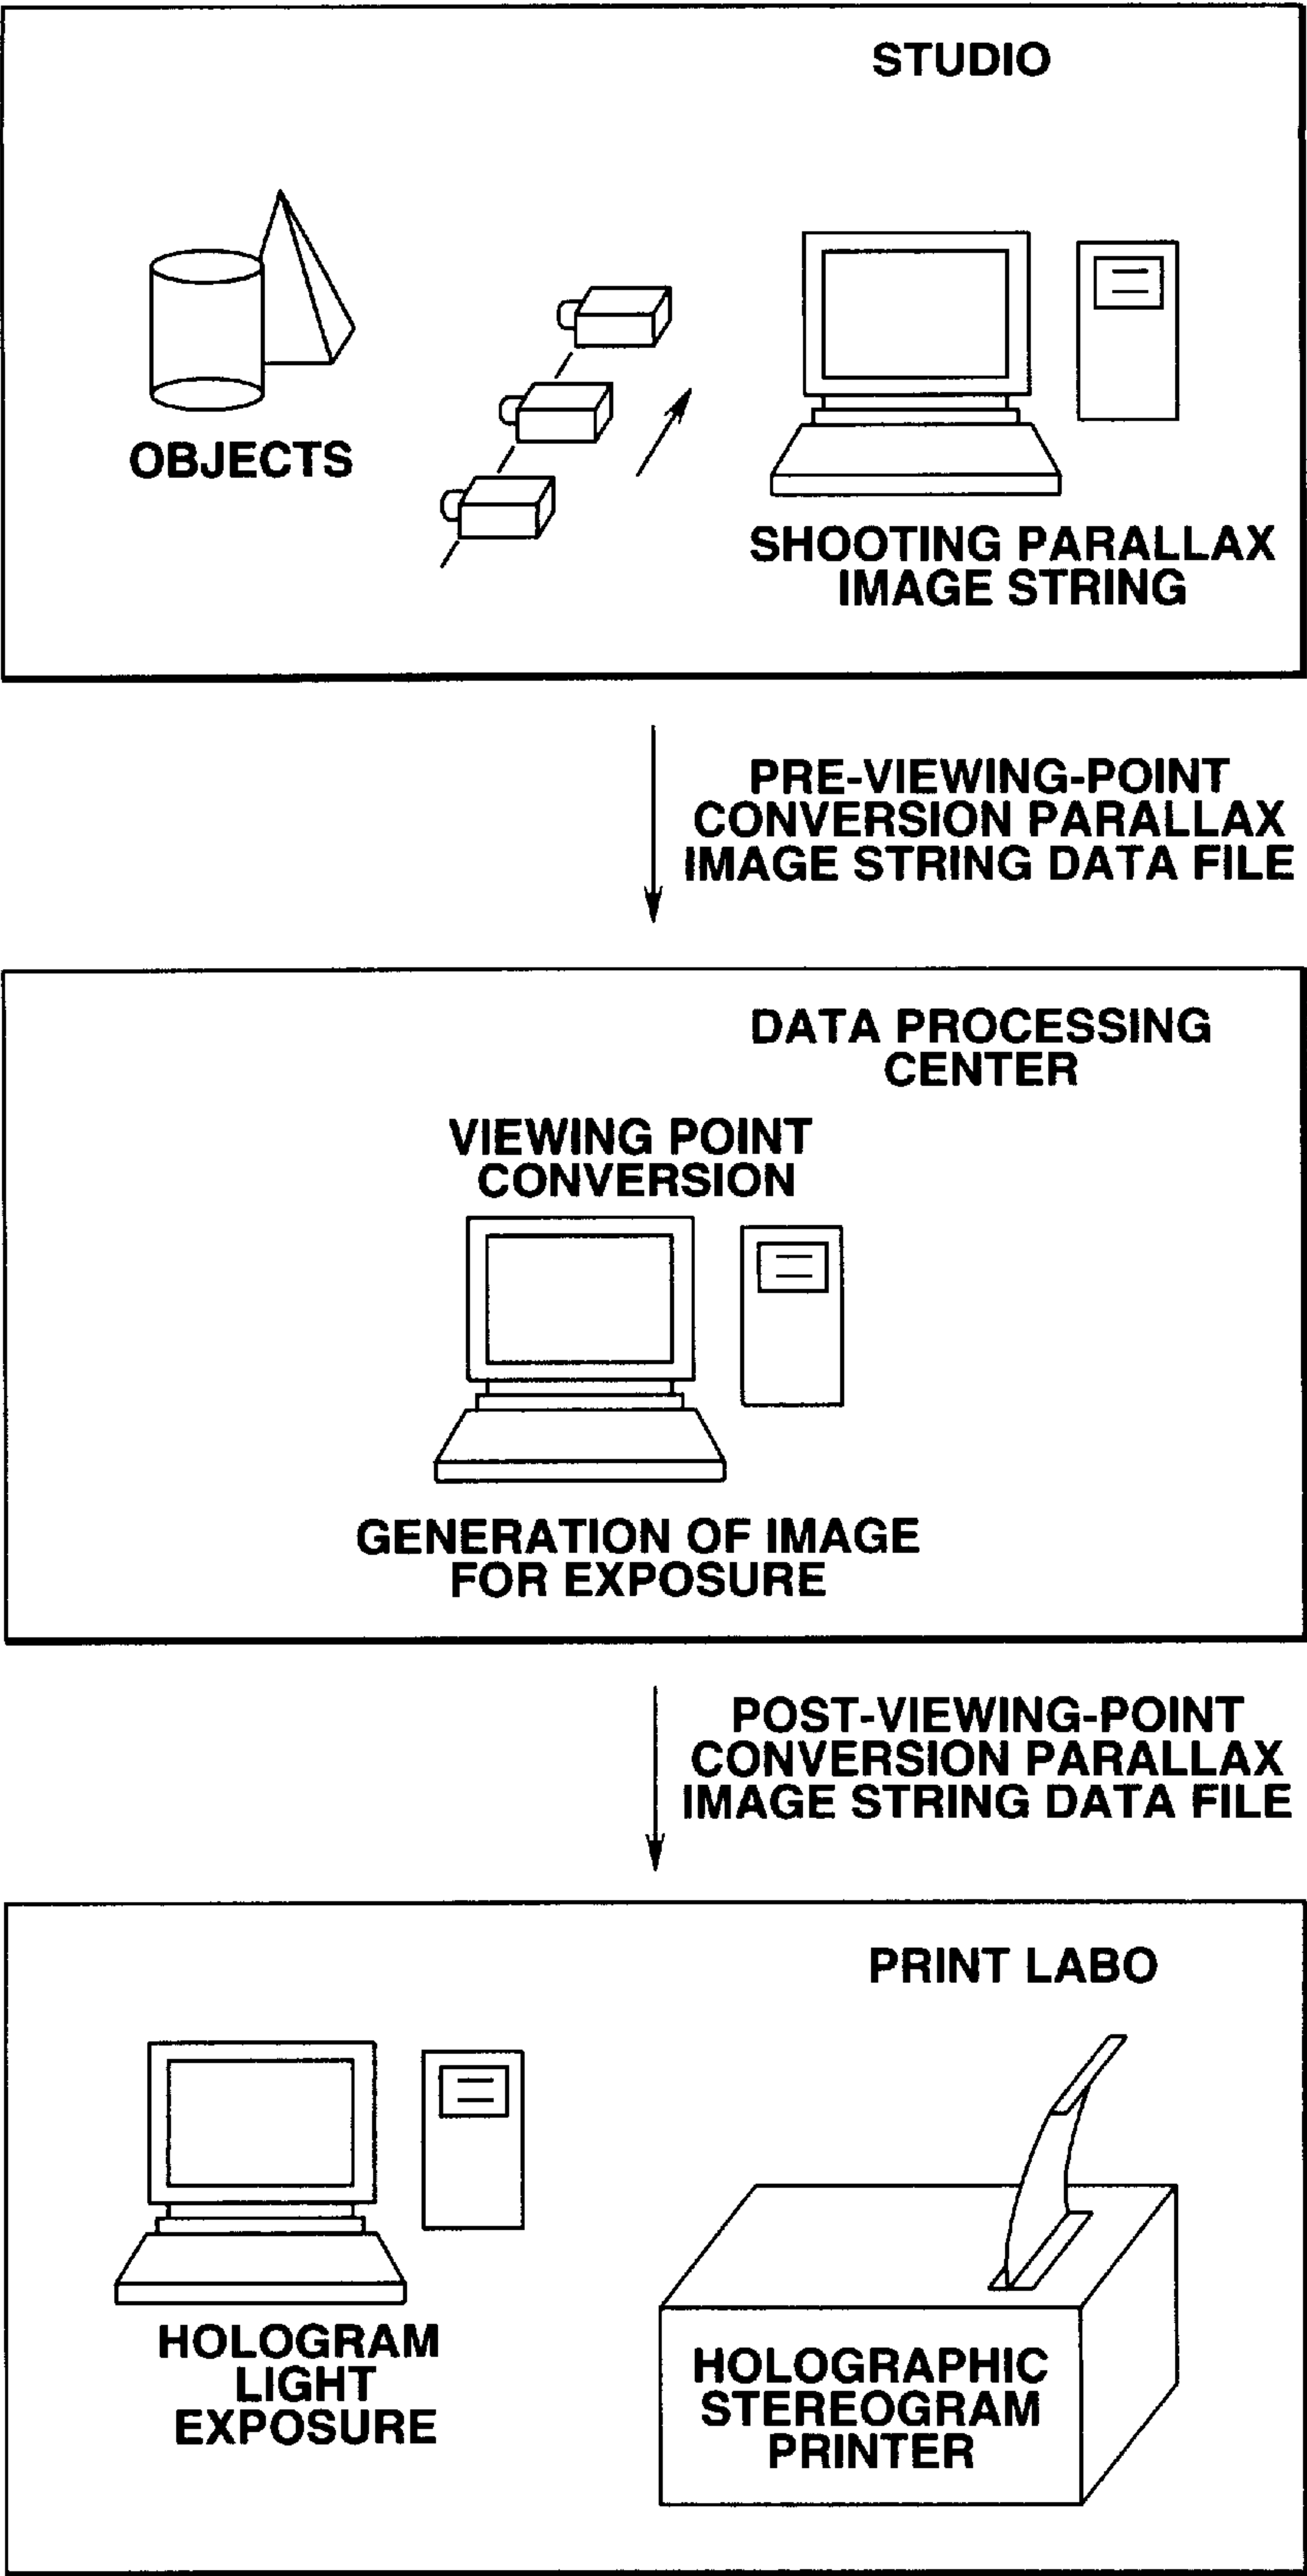 STUDIO
OBJECTS
SHOOTING PARALLAX
IMAGE STRING
PRE-VIEWING-POINT
CONVERSION PARALLAX
IMAGE STRING DATA FILE
DATA PROCESSING
CENTER
VIEWING POINT
CONVERSION
GENERATION OF IMAGE
FOR EXPOSURE
POST-VIEWING-POINT
CONVERSION PARALLAX
IMAGE STRING DATA FILE
PRINT LABO
HOLOGRAM
LIGHT
EXPOSURE
HOLOGRAPHIC
STEREOGRAM
PRINTER